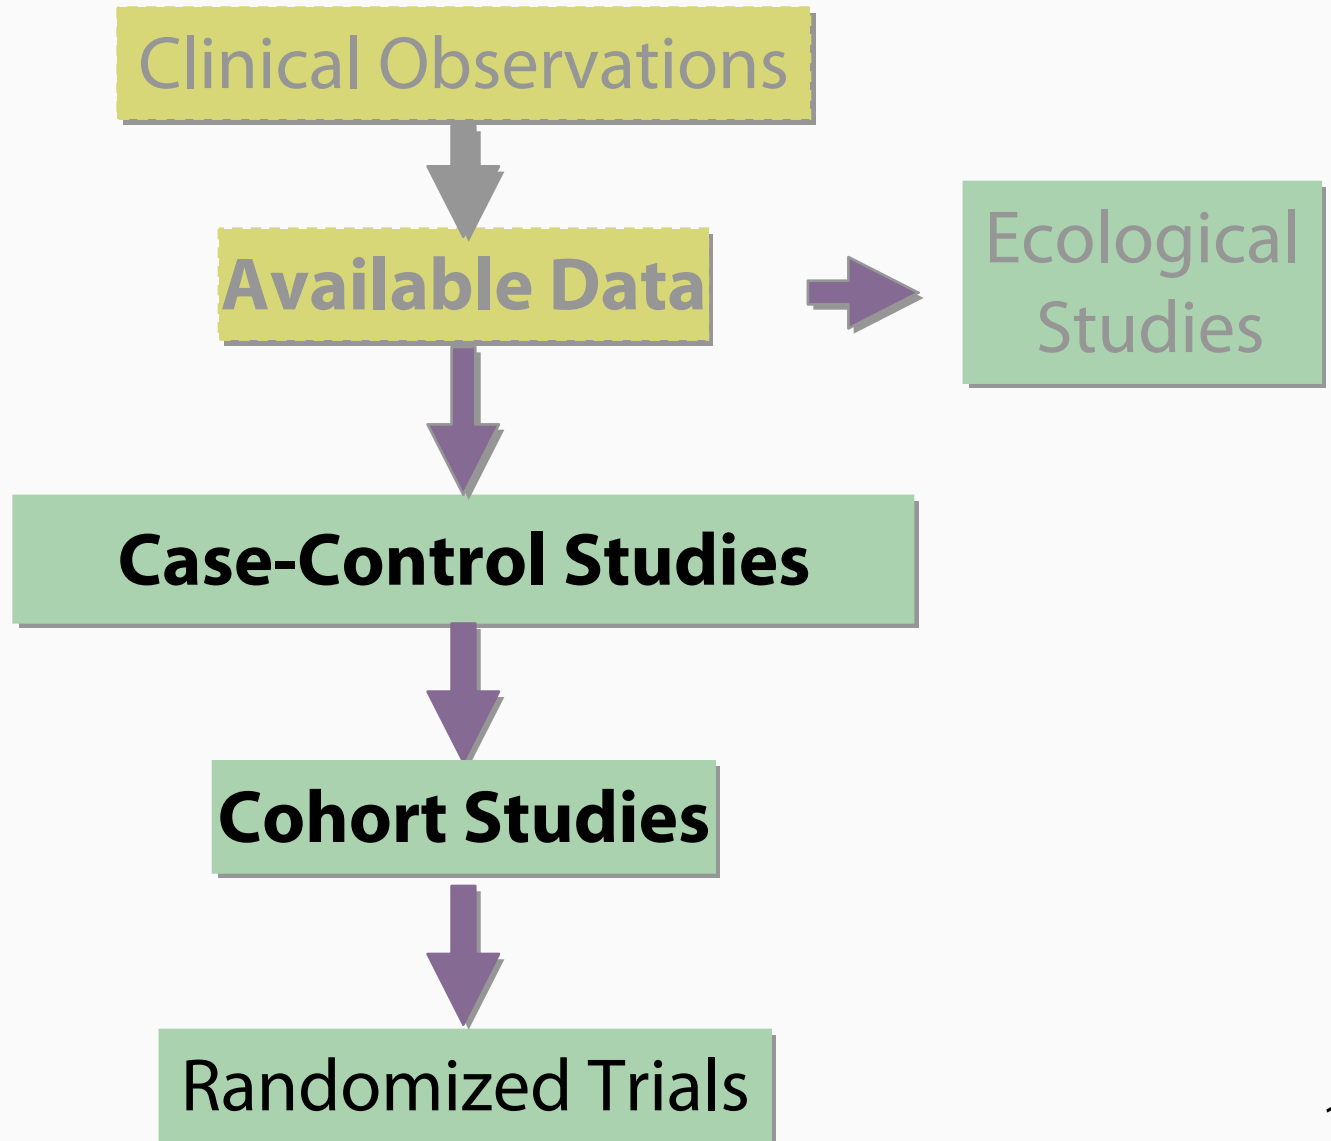 Clinical Observations
Available Data
Ecological
Studies
Case-Control Studies
Cohort Studies
Randomized Trials